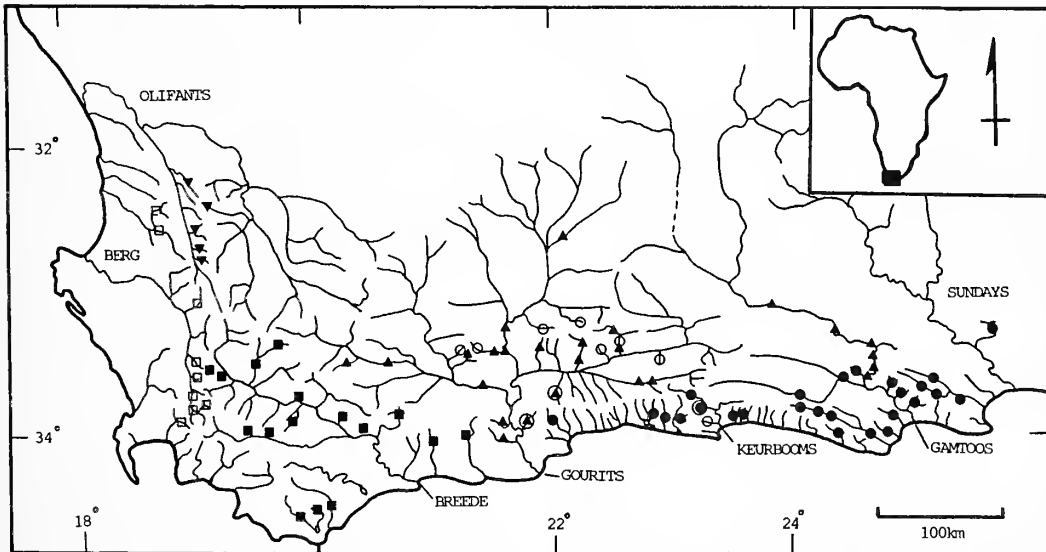 OLIFANTS
32°
BERG
SUNDAYS
34°
KEURBOOMS
GAMTOOS
GOURITS
BREEDE
18°
22°
24°
100km